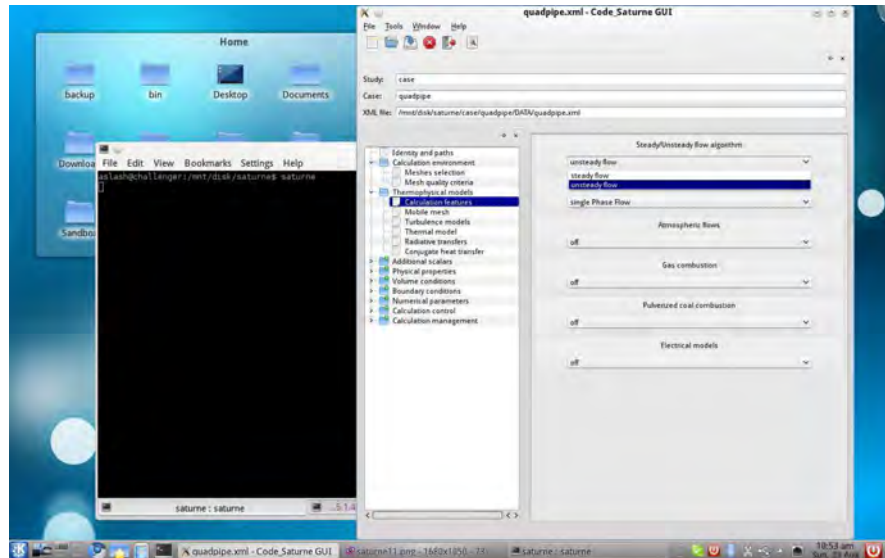 Home
backup
bin
Desktop
Documents
Downloa
Sandbo
File Edit View Bookmarks Settings Help
aslash@challenger:/mnt/disk/saturne$ saturne
saturne : saturne
quadpipe.xml - Code_Saturne GUI
File Tools Window Help
Study: case
Case: quadpipe
XML file: /mnt/disk/saturne/case/quadpipe/DATA/quadpipe.xml
Identity and paths
Calculation environment
Meshes selection
Mesh quality criteria
Thermophysical models
Calculation features
Mobile mesh
Turbulence models
Thermal model
Radiative transfers
Conjugate heat transfer
Additional scalars
Physical properties
Volume conditions
Boundary conditions
Numerical parameters
Calculation control
Calculation management
Steady/Unsteady flow algorithm
unsteady flow
steady flow
unsteady flow
single Phase Flow
Atmospheric flows
off
Gas combustion
off
Pulverized coal combustion
off
Electrical models
off
quadpipe.xml - Code_Saturne GUI
saturne11.png - 1680x1050
saturne : saturne
10:53 am